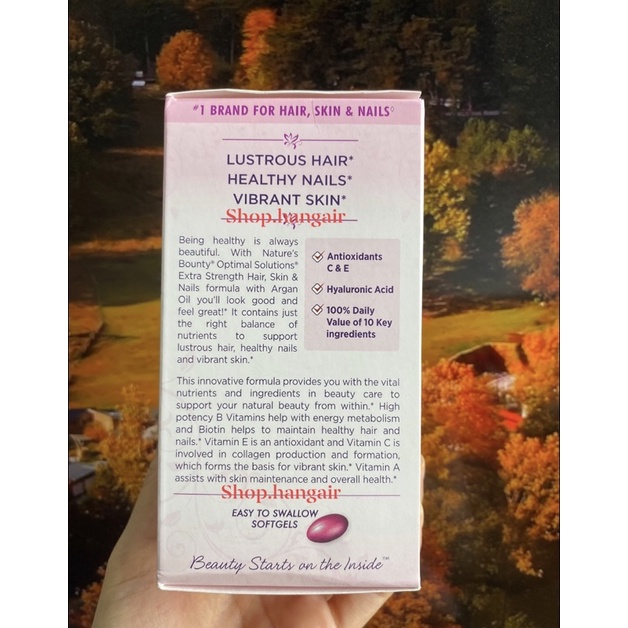 #1 BRAND FOR HAIR, SKIN & NAILS◊
LUSTROUS HAIR*
HEALTHY NAILS*
VIBRANT SKIN*
Shop.hangair
Being healthy is always
beautiful. With Nature's
Bounty® Optimal Solutions®
Extra Strength Hair, Skin &
Nails formula with Argan
Oil you'll look good and
feel great!* It contains just
the right balance of
nutrients to support
lustrous hair, healthy nails
and vibrant skin.*
Antioxidants
C & E
Hyaluronic Acid
100% Daily
Value of 10 Key
ingredients
This innovative formula provides you with the vital
nutrients and ingredients in beauty care to
support your natural beauty from within.* High
potency B Vitamins help with energy metabolism
and Biotin helps to maintain healthy hair and
nails.* Vitamin E is an antioxidant and Vitamin C is
involved in collagen production and formation,
which forms the basis for vibrant skin.* Vitamin A
assists with skin maintenance and overall health.*
Shop.hangair
EASY TO SWALLOW
SOFTGELS
Beauty Starts on the Inside™